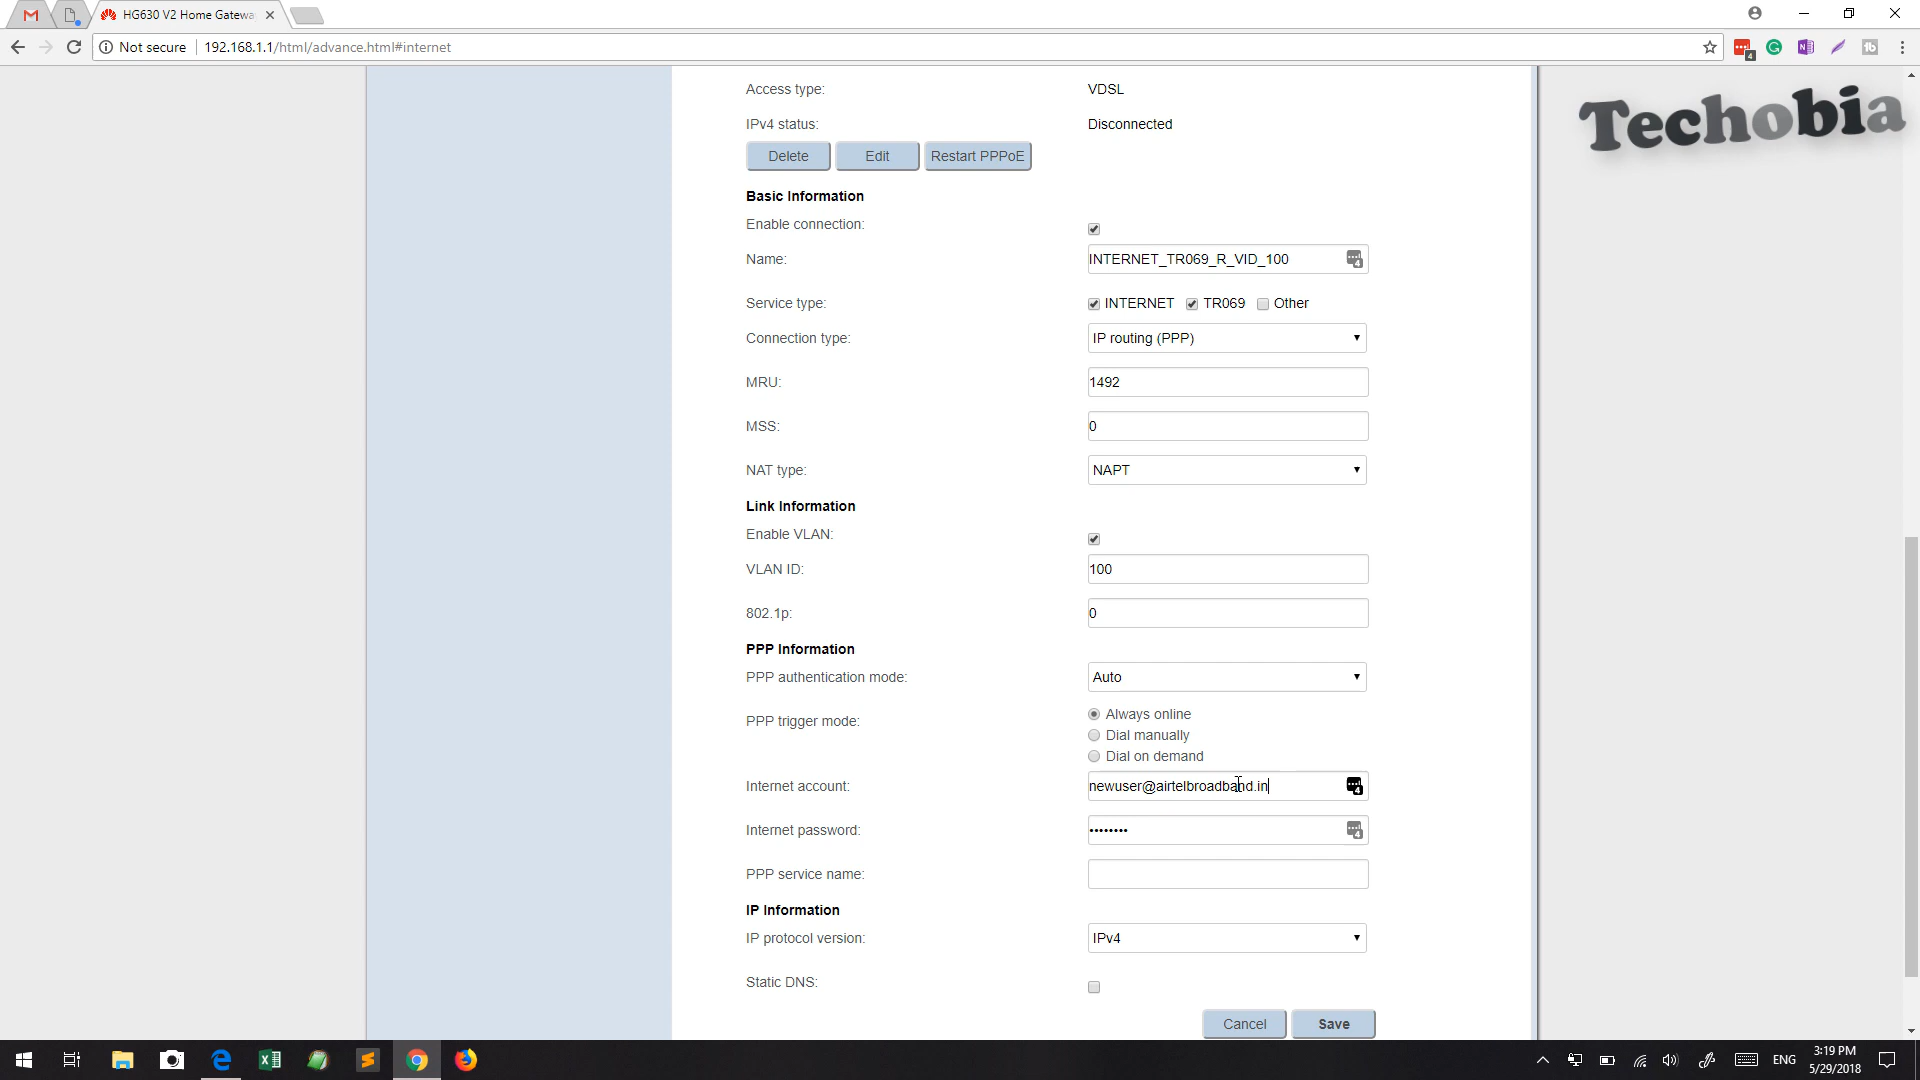 HG630 V2 Home Gatewa
Not secure 192.168.1.1/html/advance.html#internet
4
Techobia
Access type: VDSL
IPv4 status: Disconnected
Delete Edit Restart PPPoE
Basic Information
Enable connection:
Name: INTERNET_TR069_R_VID_100
Service type: INTERNET TR069 Other
Connection type: IP routing (PPP)
MRU: 1492
MSS: 0
NAT type: NAPT
Link Information
Enable VLAN:
VLAN ID: 100
802.1p: 0
PPP Information
PPP authentication mode: Auto
PPP trigger mode: Always online
Dial manually
Dial on demand
Internet account: newuser@airtelbroadband.in
Internet password: ••••••••
PPP service name:
IP Information
IP protocol version: IPv4
Static DNS:
Cancel Save
ENG 3:19 PM
5/29/2018